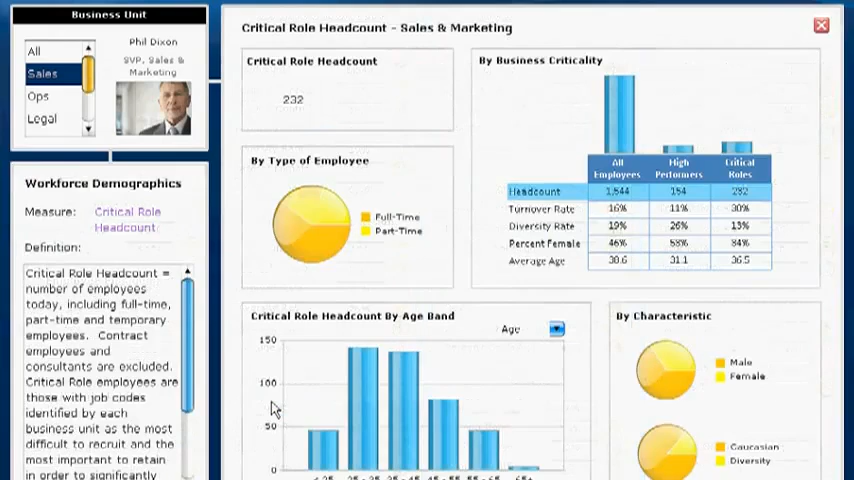 Business Unit
All
Sales
Ops
Legal
Phil Dixon
SVP, Sales &
Marketing
Workforce Demographics
Measure: Critical Role
Headcount
Definition:
Critical Role Headcount =
number of employees
today, including full-time,
part-time and temporary
employees. Contract
employees and
consultants are excluded.
Critical Role employees are
those with job codes
identified by each
business unit as the most
difficult to recruit and the
most important to retain
in order to significantly
Critical Role Headcount - Sales & Marketing
Critical Role Headcount
232
By Type of Employee
Full-Time
Part-Time
By Business Criticality
All Employees High Performers Critical Roles
Headcount 1,544 154 232
Turnover Rate 16% 11% 30%
Diversity Rate 19% 26% 13%
Percent Female 46% 53% 34%
Average Age 38.6 31.1 36.5
Critical Role Headcount By Age Band
Age
150
100
50
0
By Characteristic
Male
Female
Caucasian
Diversity